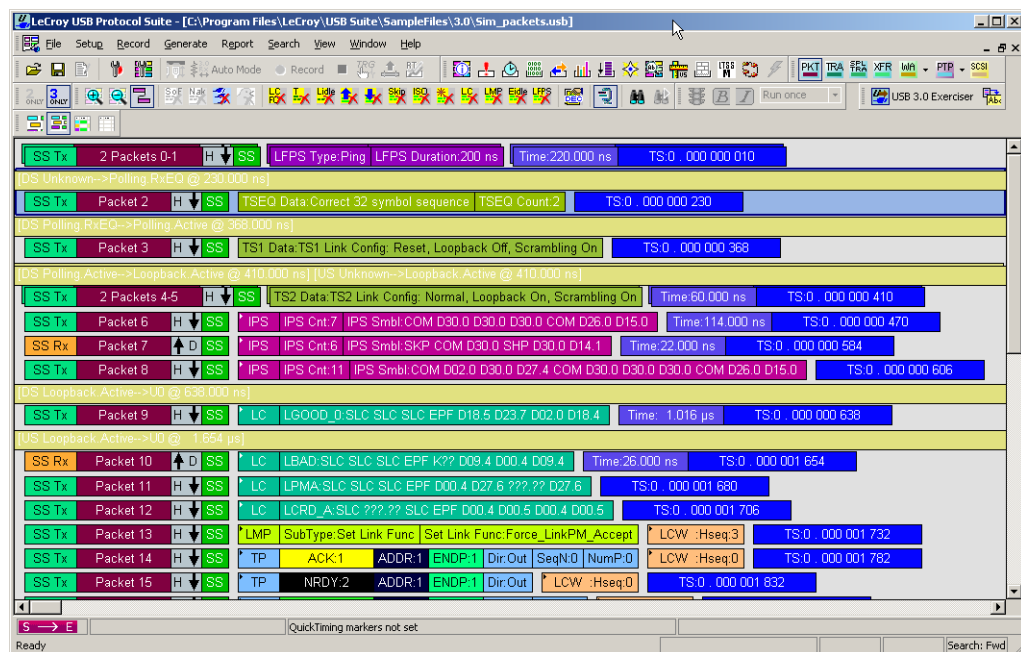 LeCroy USB Protocol Suite - [C:\Program Files\LeCroy\USB Suite\SampleFiles\3.0\Sim_packets.usb]
File Setup Record Generate Report Search View Window Help
Auto Mode Record PKT TRA XFR WA PTP SCSI
2 ONLY 3 ONLY SoF Nak Lidle Skip ISO LMP Eidle LFPS DEC B I Run once USB 3.0 Exerciser
SS Tx 2 Packets 0-1 H SS LFPS Type:Ping LFPS Duration:200 ns Time:220.000 ns TS:0 . 000 000 010
[DS Unknown-->Polling.RxEQ @ 230.000 ns]
SS Tx Packet 2 H SS TSEQ Data:Correct 32 symbol sequence TSEQ Count:2 TS:0 . 000 000 230
[DS Polling.RxEQ-->Polling.Active @ 368.000 ns]
SS Tx Packet 3 H SS TS1 Data:TS1 Link Config: Reset, Loopback Off, Scrambling On TS:0 . 000 000 368
[DS Polling.Active-->Loopback.Active @ 410.000 ns] [US Unknown-->Loopback.Active @ 410.000 ns]
SS Tx 2 Packets 4-5 H SS TS2 Data:TS2 Link Config: Normal, Loopback On, Scrambling On Time:60.000 ns TS:0 . 000 000 410
SS Tx Packet 6 H SS IPS IPS Cnt:7 IPS Smbl:COM D30.0 D30.0 D30.0 COM D26.0 D15.0 Time:114.000 ns TS:0 . 000 000 470
SS Rx Packet 7 D SS IPS IPS Cnt:6 IPS Smbl:SKP COM D30.0 SHP D30.0 D14.1 Time:22.000 ns TS:0 . 000 000 584
SS Tx Packet 8 H SS IPS IPS Cnt:11 IPS Smbl:COM D02.0 D30.0 D27.4 COM D30.0 D30.0 D30.0 COM D26.0 D15.0 TS:0 . 000 000 606
[DS Loopback.Active-->U0 @ 638.000 ns]
SS Tx Packet 9 H SS LC LGOOD_0:SLC SLC SLC EPF D18.5 D23.7 D02.0 D18.4 Time: 1.016 µs TS:0 . 000 000 638
[US Loopback.Active-->U0 @ 1.654 µs]
SS Rx Packet 10 D SS LC LBAD:SLC SLC SLC EPF K?? D09.4 D00.4 D09.4 Time:26.000 ns TS:0 . 000 001 654
SS Tx Packet 11 H SS LC LPMA:SLC SLC SLC EPF D00.4 D27.6 ???.?? D27.6 TS:0 . 000 001 680
SS Tx Packet 12 H SS LC LCRD_A:SLC ???.?? SLC EPF D00.4 D00.5 D00.4 D00.5 TS:0 . 000 001 706
SS Tx Packet 13 H SS LMP SubType:Set Link Func Set Link Func:Force_LinkPM_Accept LCW :Hseq:3 TS:0 . 000 001 732
SS Tx Packet 14 H SS TP ACK:1 ADDR:1 ENDP:1 Dir:Out SeqN:0 NumP:0 LCW :Hseq:0 TS:0 . 000 001 782
SS Tx Packet 15 H SS TP NRDY:2 ADDR:1 ENDP:1 Dir:Out LCW :Hseq:0 TS:0 . 000 001 832
S E QuickTiming markers not set
Ready Search: Fwd